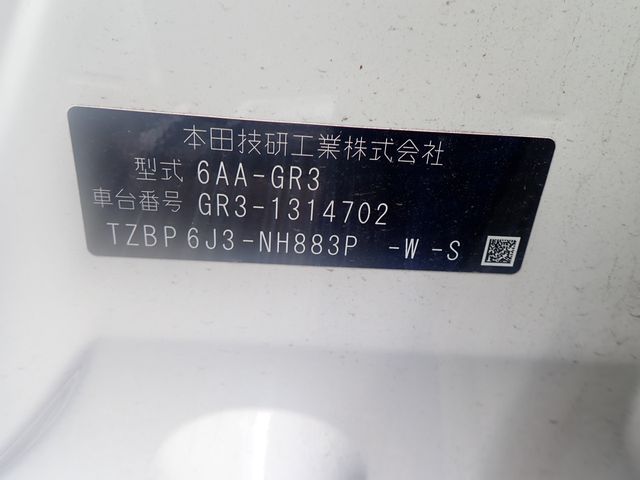 本田技研工業株式会社
型式 6AA-GR3
車台番号 GR3-1314702
TZBP 6J3-NH883P -W -S